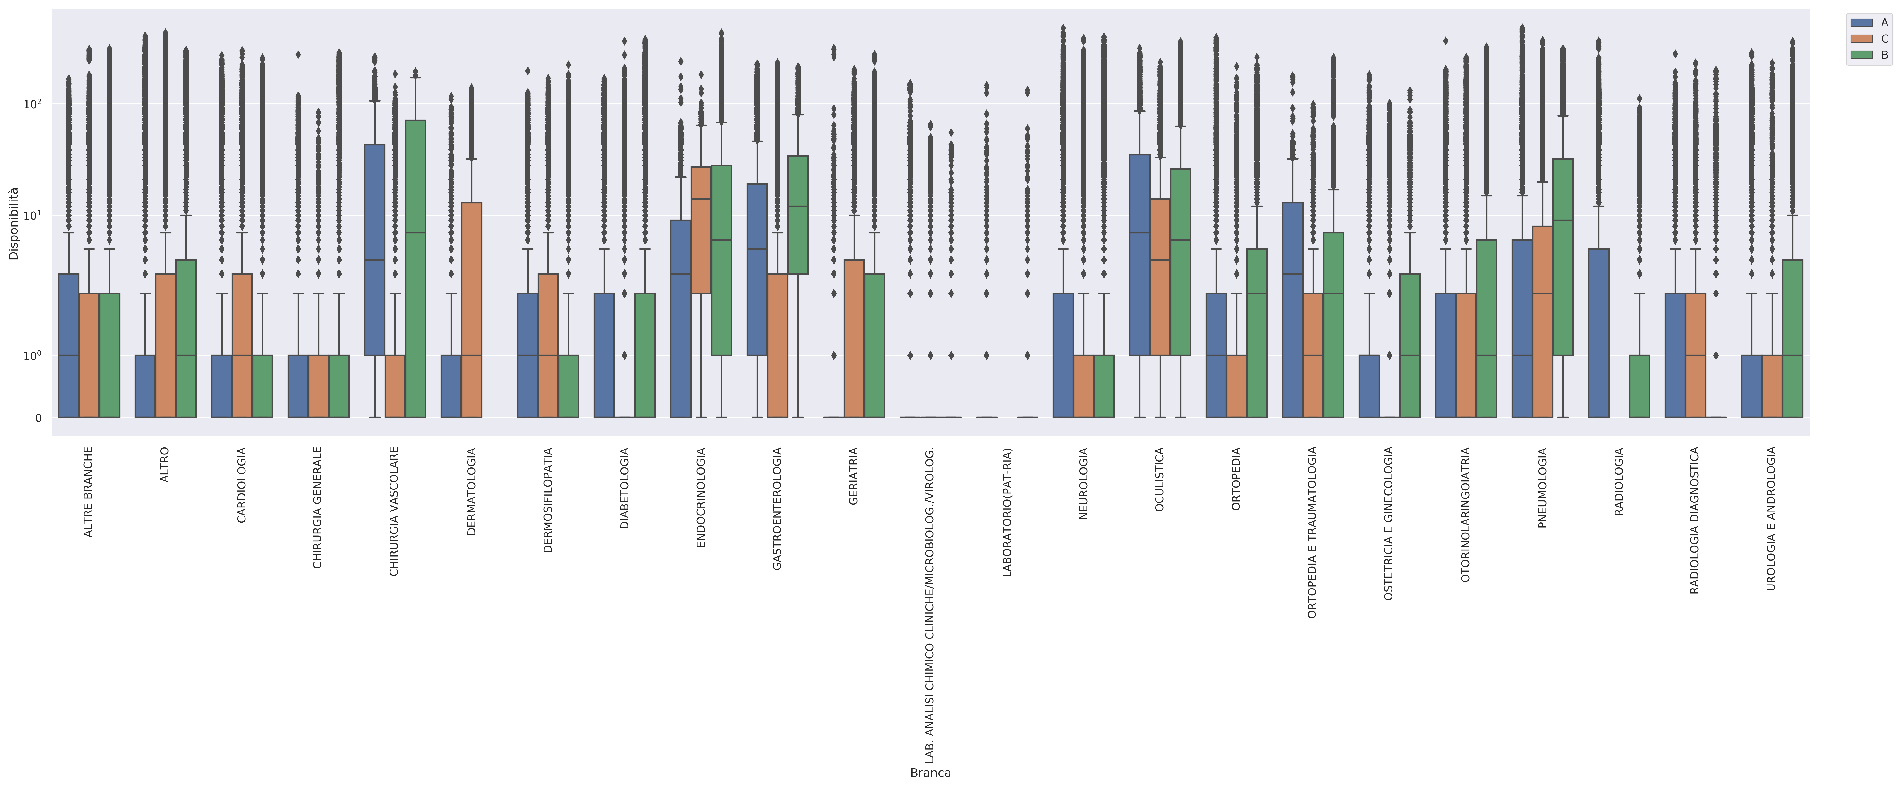 Disponibilità
10²
10¹
10⁰
0
A
C
B
ALTRE BRANCHE
ALTRO
CARDIOLOGIA
CHIRURGIA GENERALE
CHIRURGIA VASCOLARE
DERMATOLOGIA
DERMOSIFILOPATIA
DIABETOLOGIA
ENDOCRINOLOGIA
GASTROENTEROLOGIA
GERIATRIA
LAB. ANALISI CHIMICO CLINICHE/MICROBIOLOG./VIROLOG.
LABORATORIO(PAT-RIA)
NEUROLOGIA
OCULISTICA
ORTOPEDIA
ORTOPEDIA E TRAUMATOLOGIA
OSTETRICIA E GINECOLOGIA
OTORINOLARINGOIATRIA
PNEUMOLOGIA
RADIOLOGIA
RADIOLOGIA DIAGNOSTICA
UROLOGIA E ANDROLOGIA
Branca